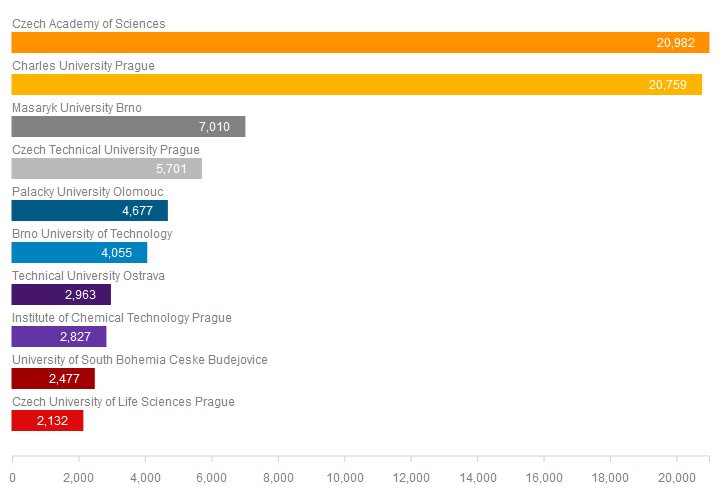 Czech Academy of Sciences
20,982
Charles University Prague
20,759
Masaryk University Brno
7,010
Czech Technical University Prague
5,701
Palacky University Olomouc
4,677
Brno University of Technology
4,055
Technical University Ostrava
2,963
Institute of Chemical Technology Prague
2,827
University of South Bohemia Ceske Budejovice
2,477
Czech University of Life Sciences Prague
2,132
0 2,000 4,000 6,000 8,000 10,000 12,000 14,000 16,000 18,000 20,000